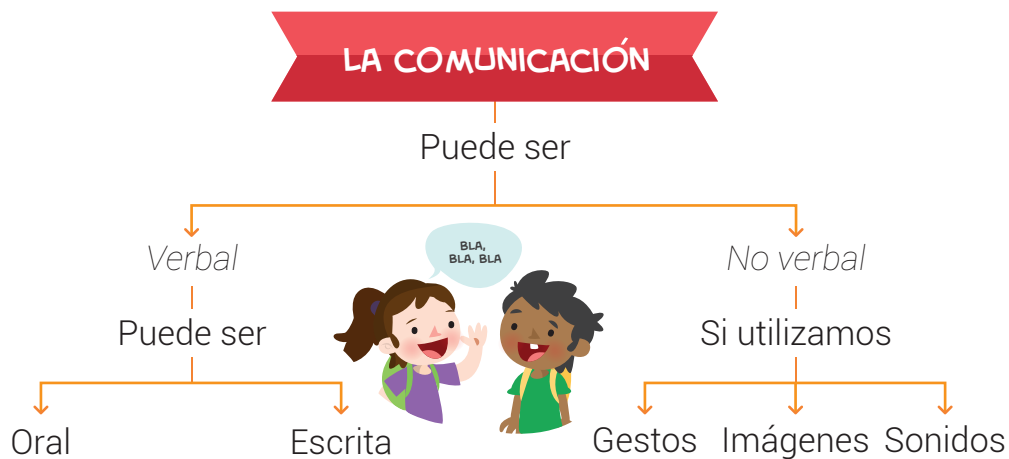 LA COMUNICACIÓN
Puede ser
Verbal
No verbal
BLA,
BLA, BLA
Puede ser
Si utilizamos
Oral
Escrita
Gestos
Imágenes
Sonidos